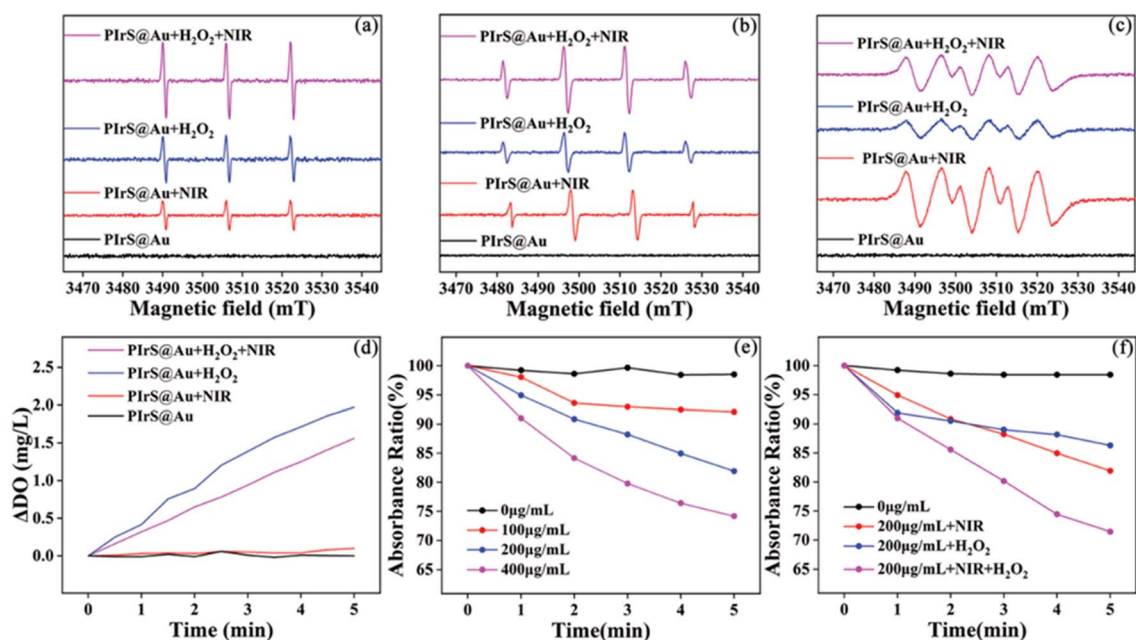 (a)
PIrS@Au+H₂O₂+NIR
PIrS@Au+H₂O₂
PIrS@Au+NIR
PIrS@Au
3470 3480 3490 3500 3510 3520 3530 3540
Magnetic field (mT)
(b)
PIrS@Au+H₂O₂+NIR
PIrS@Au+H₂O₂
PIrS@Au+NIR
PIrS@Au
3470 3480 3490 3500 3510 3520 3530 3540
Magnetic field (mT)
(c)
PIrS@Au+H₂O₂+NIR
PIrS@Au+H₂O₂
PIrS@Au+NIR
PIrS@Au
3470 3480 3490 3500 3510 3520 3530 3540
Magnetic field (mT)
(d)
PIrS@Au+H₂O₂+NIR
PIrS@Au+H₂O₂
PIrS@Au+NIR
PIrS@Au
ΔDO (mg/L)
2.5
2.0
1.5
1.0
0.5
0.0
0 1 2 3 4 5
Time (min)
(e)
Absorbance Ratio(%)
100
95
90
85
80
75
70
65
0μg/mL
100μg/mL
200μg/mL
400μg/mL
0 1 2 3 4 5
Time(min)
(f)
Absorbance Ratio(%)
100
95
90
85
80
75
70
65
0μg/mL
200μg/mL+NIR
200μg/mL+H₂O₂
200μg/mL+NIR+H₂O₂
0 1 2 3 4 5
Time(min)